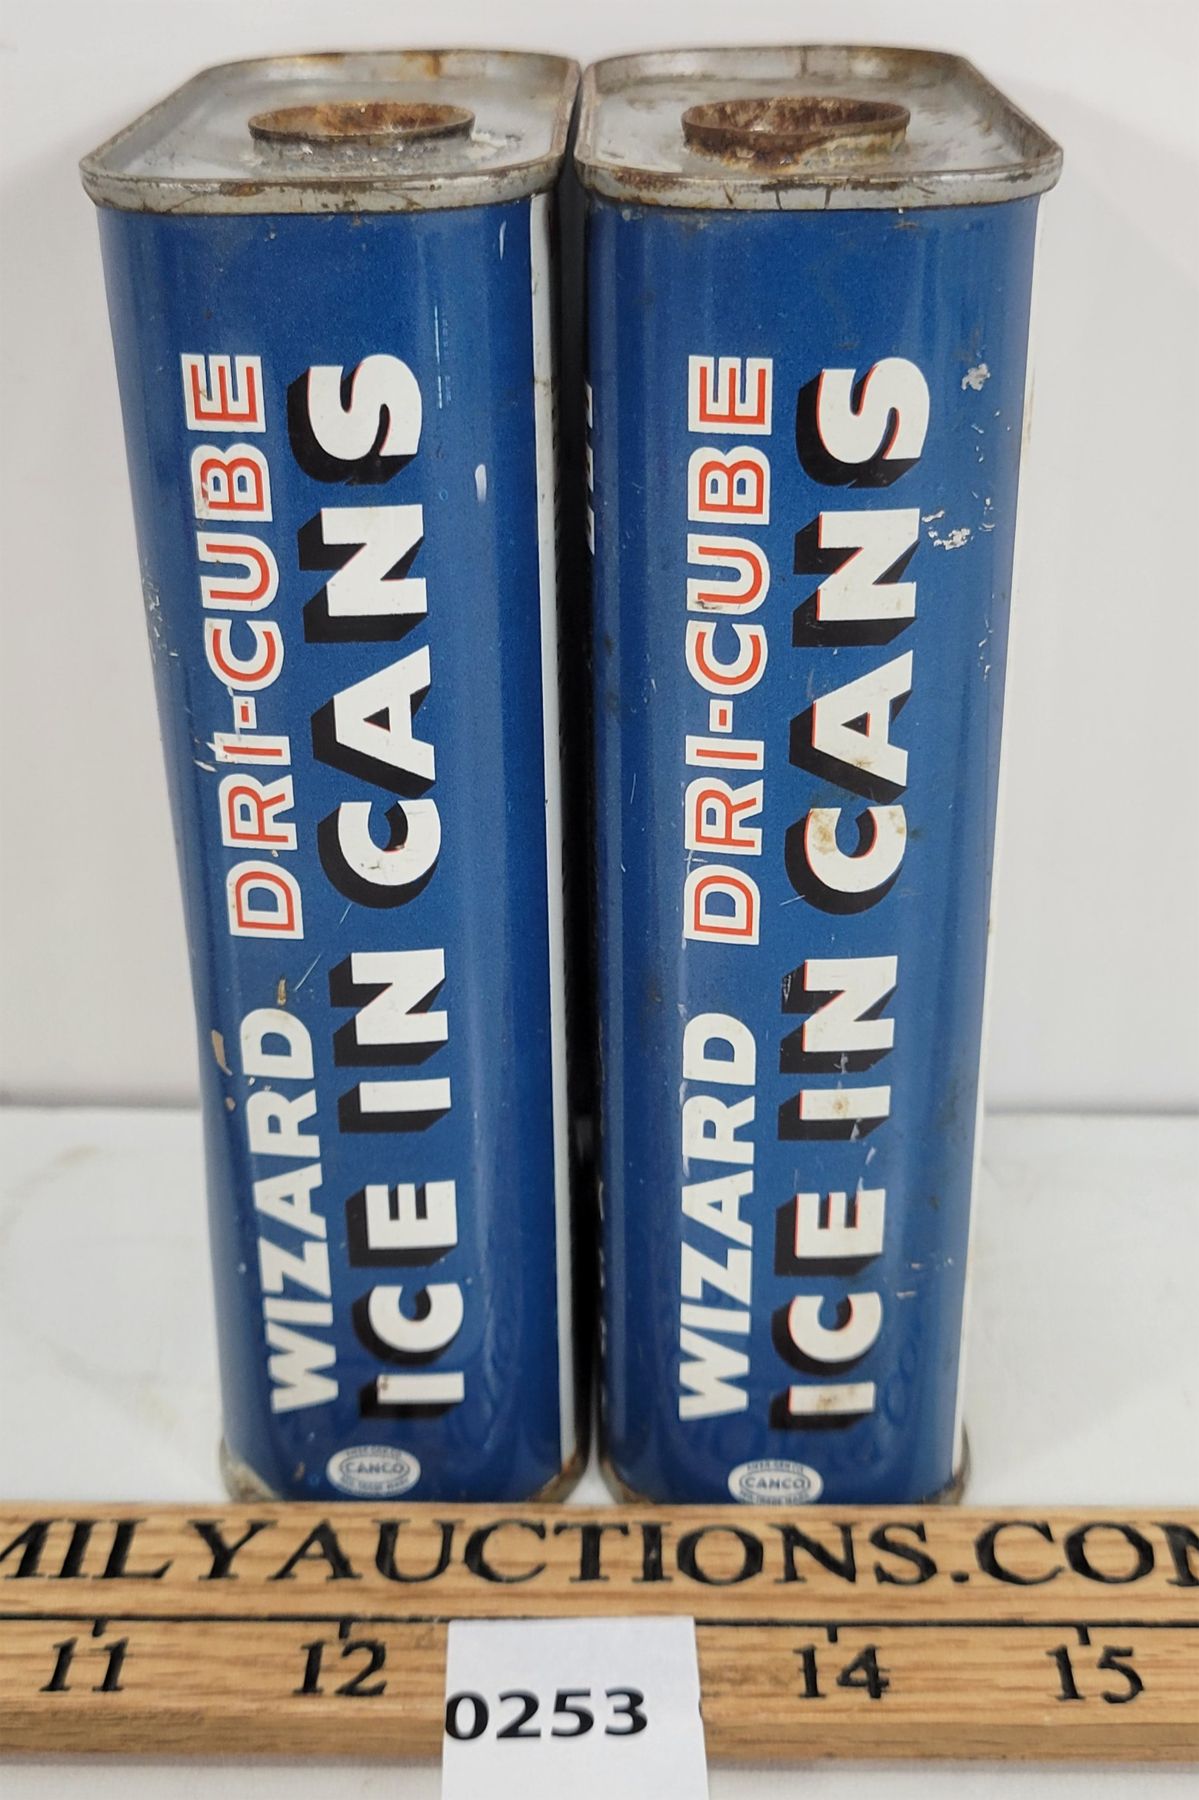 WIZARD DRI-CUBE
ICE IN CANS
CANCO
WIZARD DRI-CUBE
ICE IN CANS
CANCO
MILYAUCTIONS.COM
11 12 14 15
0253